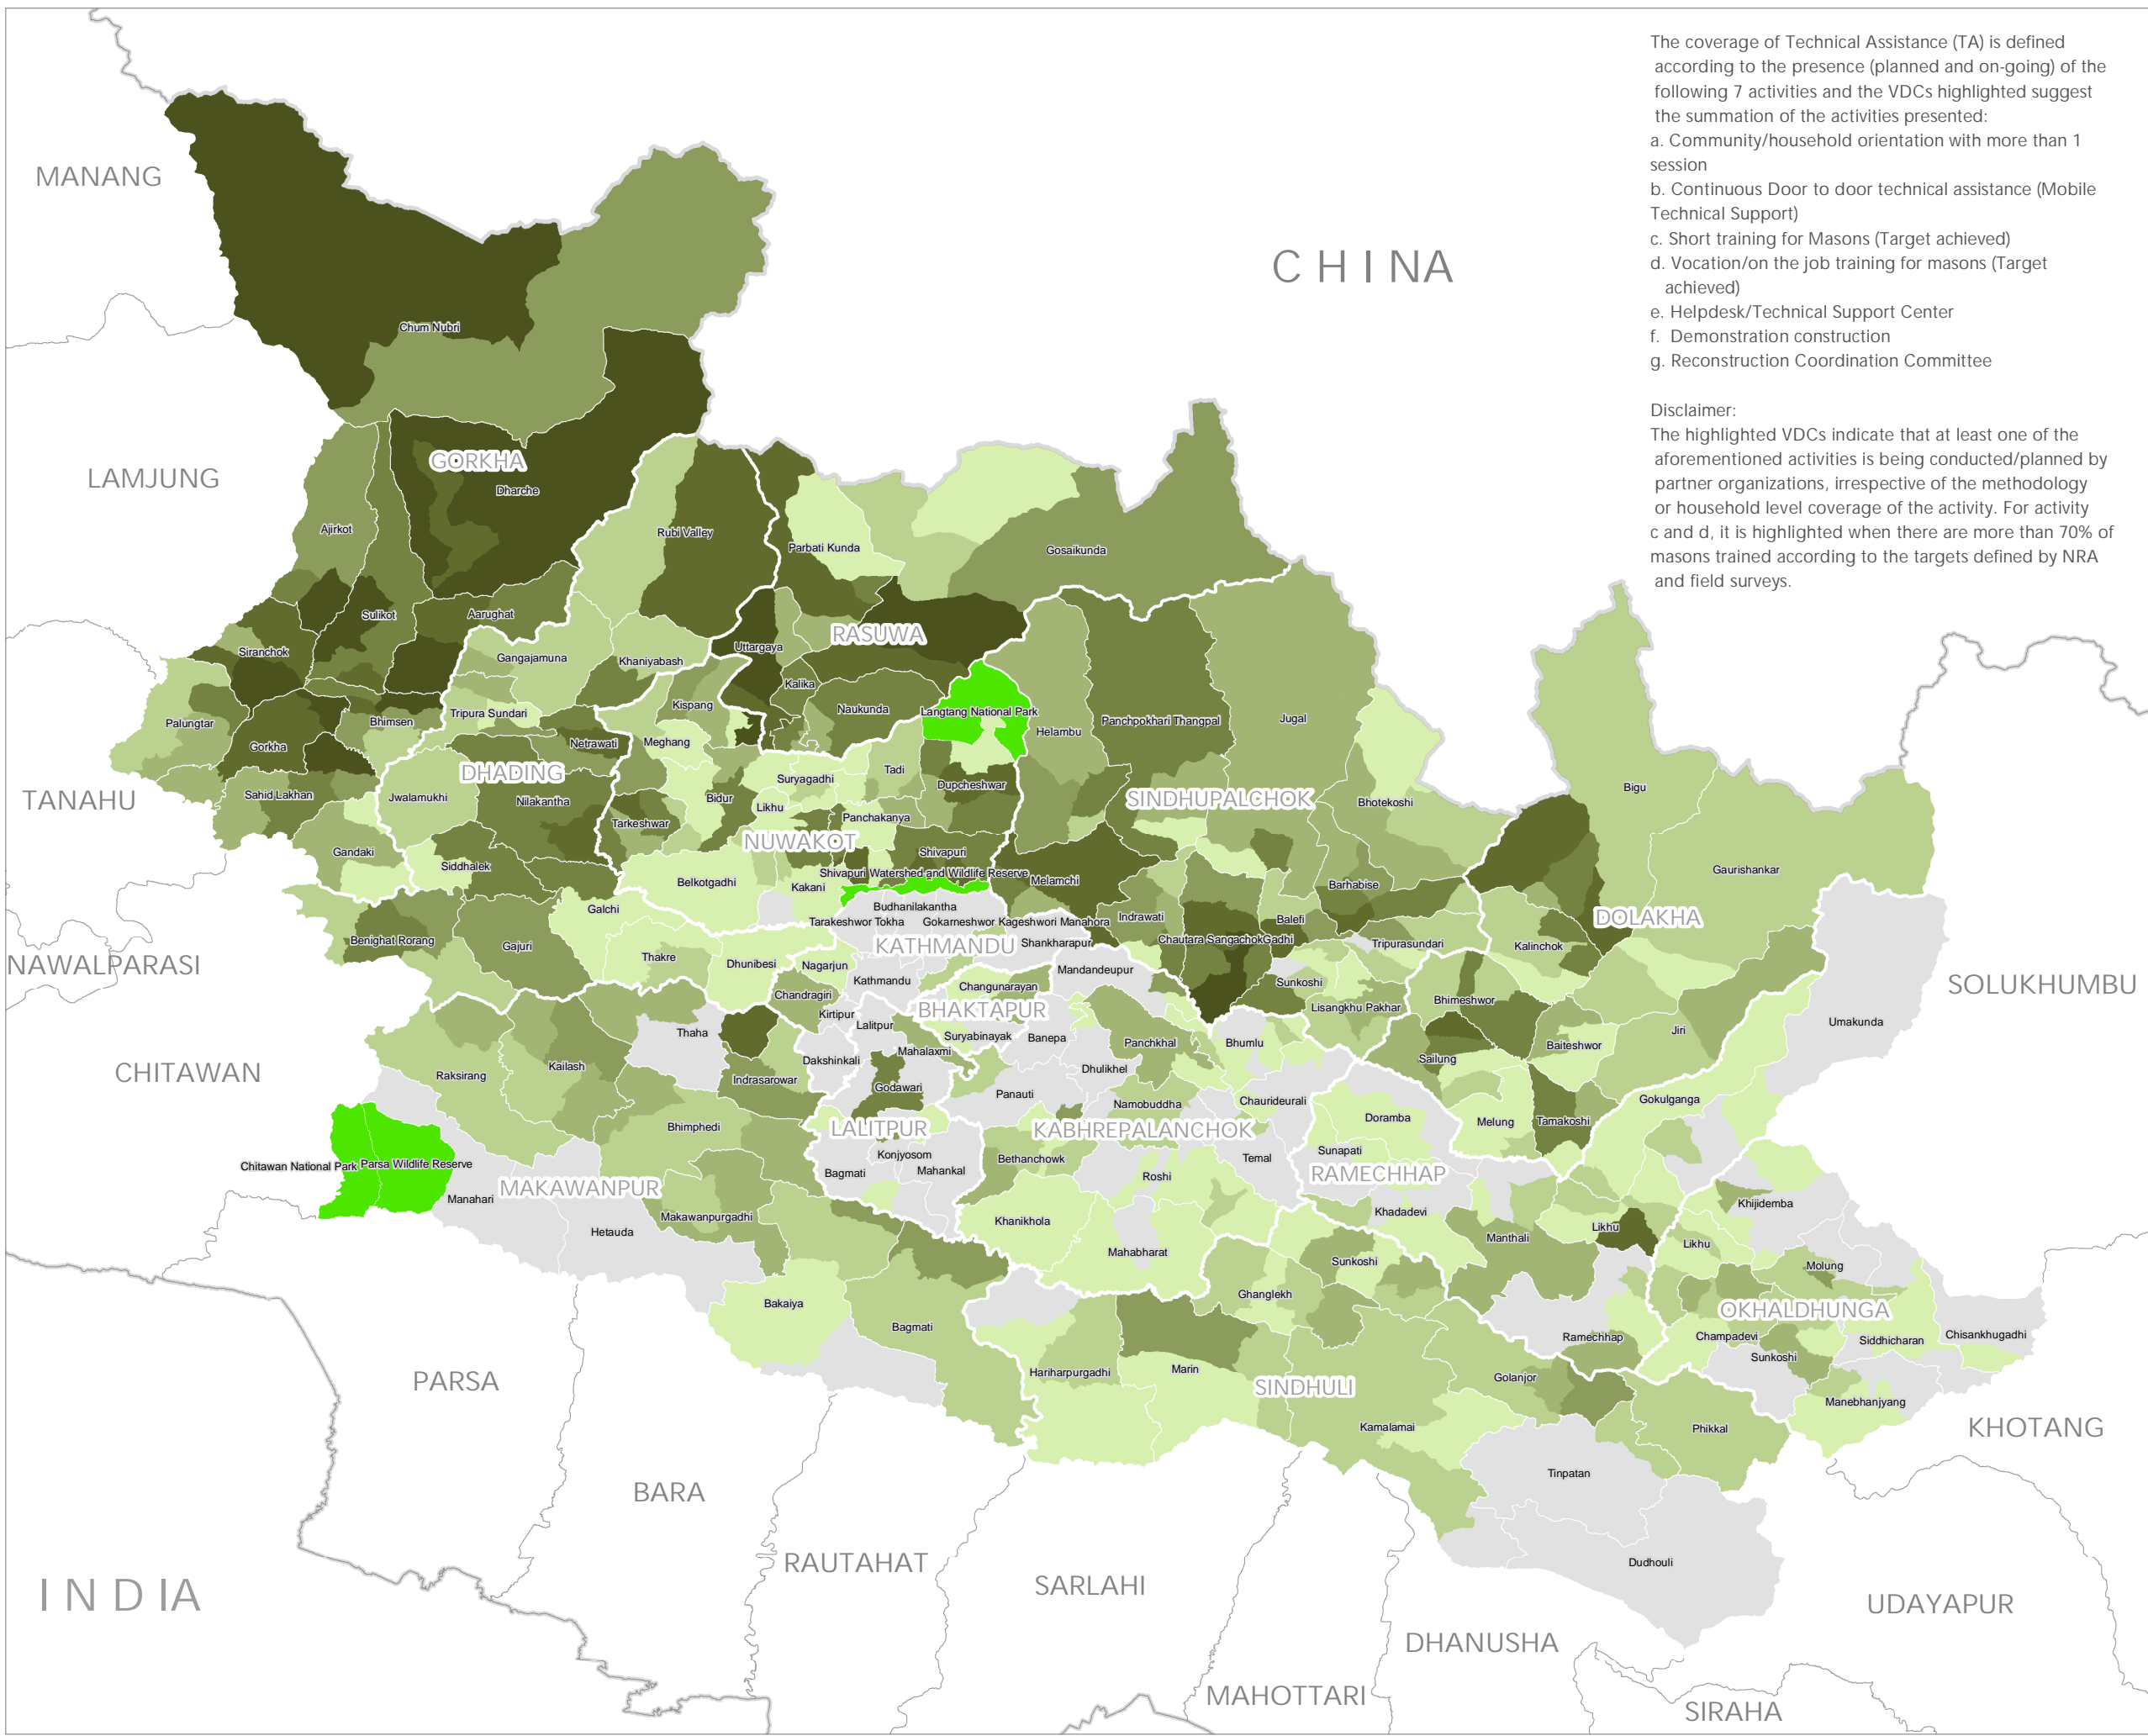 The coverage of Technical Assistance (TA) is defined
according to the presence (planned and on-going) of the
following 7 activities and the VDCs highlighted suggest
the summation of the activities presented:
a. Community/household orientation with more than 1
session
b. Continuous Door to door technical assistance (Mobile
Technical Support)
c. Short training for Masons (Target achieved)
d. Vocation/on the job training for masons (Target
achieved)
e. Helpdesk/Technical Support Center
f. Demonstration construction
g. Reconstruction Coordination Committee
Disclaimer:
The highlighted VDCs indicate that at least one of the
aforementioned activities is being conducted/planned by
partner organizations, irrespective of the methodology
or household level coverage of the activity. For activity
c and d, it is highlighted when there are more than 70% of
masons trained according to the targets defined by NRA
and field surveys.
MANANG
CHINA
Chum Nubri
GORKHA
LAMJUNG
Dharche
Ajirkot
Rubi Valley
Parbati Kunda
Gosaikunda
Sulikot
Aarughat
RASUWA
Siranchok
Uttargaya
Gangajamuna
Khaniyabash
Kalika
Palungtar
Bhimsen
Tripura Sundari
Kispang
Naukunda
Langtang National Park
Helambu
Panchpokhari Thangpal
Jugal
Gorkha
Netrawati
Meghang
DHADING
Suryagadhi
Tadi
Dupcheshwar
Bigu
TANAHU
Sahid Lakhan
Jwalamukhi
Nilakantha
Bidur
Likhu
SINDHUPALCHOK
Bhotekoshi
Tarkeshwar
Panchakanya
NUWAKOT
Gandaki
Siddhalek
Shivapuri
Shivapuri Watershed and Wildlife Reserve
Melamchi
Gaurishankar
Belkotgadhi
Kakani
Barhabise
Galchi
Budhanilakantha
Tarakeshwor
Tokha
Gokarneshwor
Kageshwori Manahora
Indrawati
Balefi
DOLAKHA
Benighat Rorang
Gajuri
KATHMANDU
Shankharapur
Chautara Sangachok
Gadhi
Tripurasundari
Kalinchok
NAWALPARASI
Thakre
Dhunibesi
Nagarjun
Kathmandu
Mandandeupur
Sunkoshi
SOLUKHUMBU
Chandragiri
Changunarayan
BHAKTAPUR
Lisangkhu Pakhar
Bhimeshwor
Kirtipur
Lalitpur
Thaha
Umakunda
Suryabinayak
Banepa
Panchkhal
Bhumlu
Jiri
Baiteshwor
Sailung
Dakshinkali
Mahalaxmi
CHITAWAN
Raksirang
Kailash
Indrasarowar
Godawari
Dhulikhel
Panauti
Namobuddha
Chaurideurali
Gokulganga
Bhimphedi
LALITPUR
KABHREPALANCHOK
Doramba
Melung
Tamakoshi
Chitawan National Park
Parsa Wildlife Reserve
Bagmati
Konjyosom
Mahankal
Bethanchowk
Roshi
Temal
Sunapati
RAMECHHAP
Manahari
MAKAWANPUR
Makawanpurgadhi
Khadadevi
Khijidemba
Hetauda
Khanikhola
Mahabharat
Manthali
Likhu
Likhu
Sunkoshi
Molung
Bakaiya
Ghanglekh
OKHALDHUNGA
Bagmati
Ramechhap
Champadevi
Siddhicharan
Chisankhugadhi
Sunkoshi
PARSA
Hariharpurgadhi
Marin
SINDHULI
Golanjor
Manebhanjyang
Kamalamai
Phikkal
KHOTANG
Tinpatan
BARA
RAUTAHAT
Dudhouli
INDIA
SARLAHI
UDAYAPUR
DHANUSHA
MAHOTTARI
SIRAHA